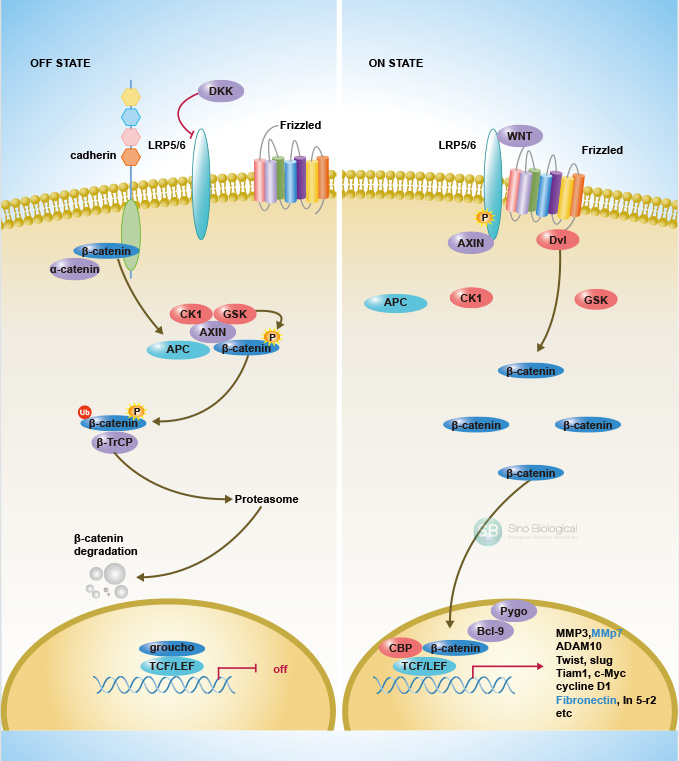 OFF STATE
DKK
LRP5/6
Frizzled
cadherin
β-catenin
α-catenin
CK1
GSK
AXIN
P
APC
β-catenin
Ub
P
β-catenin
β-TrCP
Proteasome
β-catenin
degradation
groucho
TCF/LEF
off
ON STATE
LRP5/6
WNT
Frizzled
P
AXIN
Dvl
APC
CK1
GSK
β-catenin
β-catenin
β-catenin
β-catenin
SB
Sino Biological
Pygo
Bcl-9
CBP
β-catenin
TCF/LEF
MMP3,MMp7
ADAM10
Twist, slug
Tiam1, c-Myc
cycline D1
Fibronectin, In 5-r2
etc